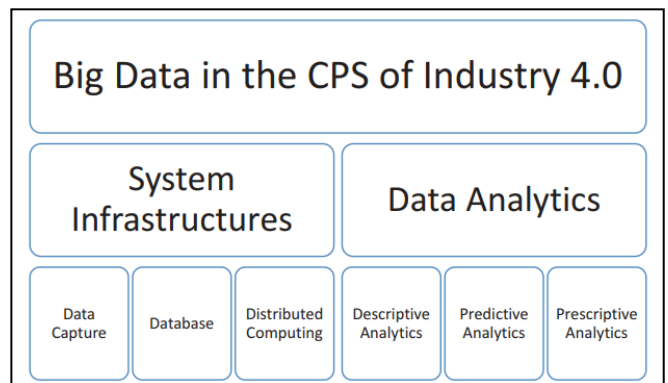 Big Data in the CPS of Industry 4.0
System
Infrastructures
Data Analytics
Data
Capture
Database
Distributed
Computing
Descriptive
Analytics
Predictive
Analytics
Prescriptive
Analytics